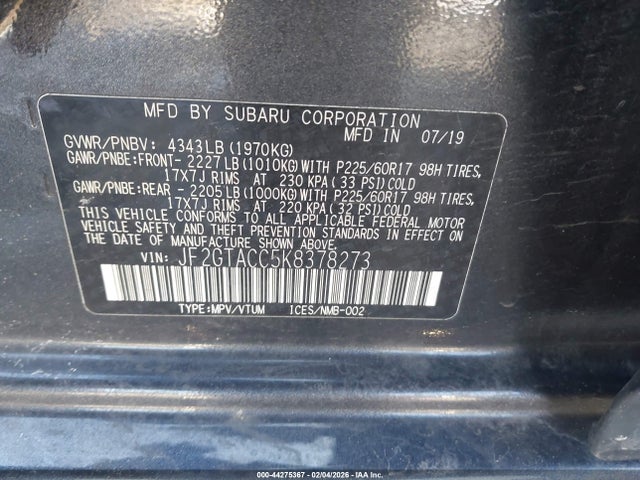 MFD BY SUBARU CORPORATION
MFD IN 07/19
GVWR/PNBV: 4343LB (1970KG)
GAWR/PNBE:FRONT- 2227LB(1010KG)WITH P225/60R17 98H TIRES,
17X7J RIMS AT 230 KPA(33 PSI)COLD
GAWR/PNBE:REAR - 2205LB(1000KG)WITH P225/60R17 98H TIRES,
17X7J RIMS AT 220 KPA(32 PSI)COLD
THIS VEHICLE CONFORMS TO ALL APPLICABLE FEDERAL MOTOR
VEHICLE SAFETY AND THEFT PREVENTION STANDARDS IN EFFECT
ON THE DATE OF MANUFACTURE SHOWN ABOVE.
VIN: JF2GTACC5K8378273
TYPE:MPV/VTUM ICES/NMB-002
000-44275367 - 02/04/2026 - IAA Inc.